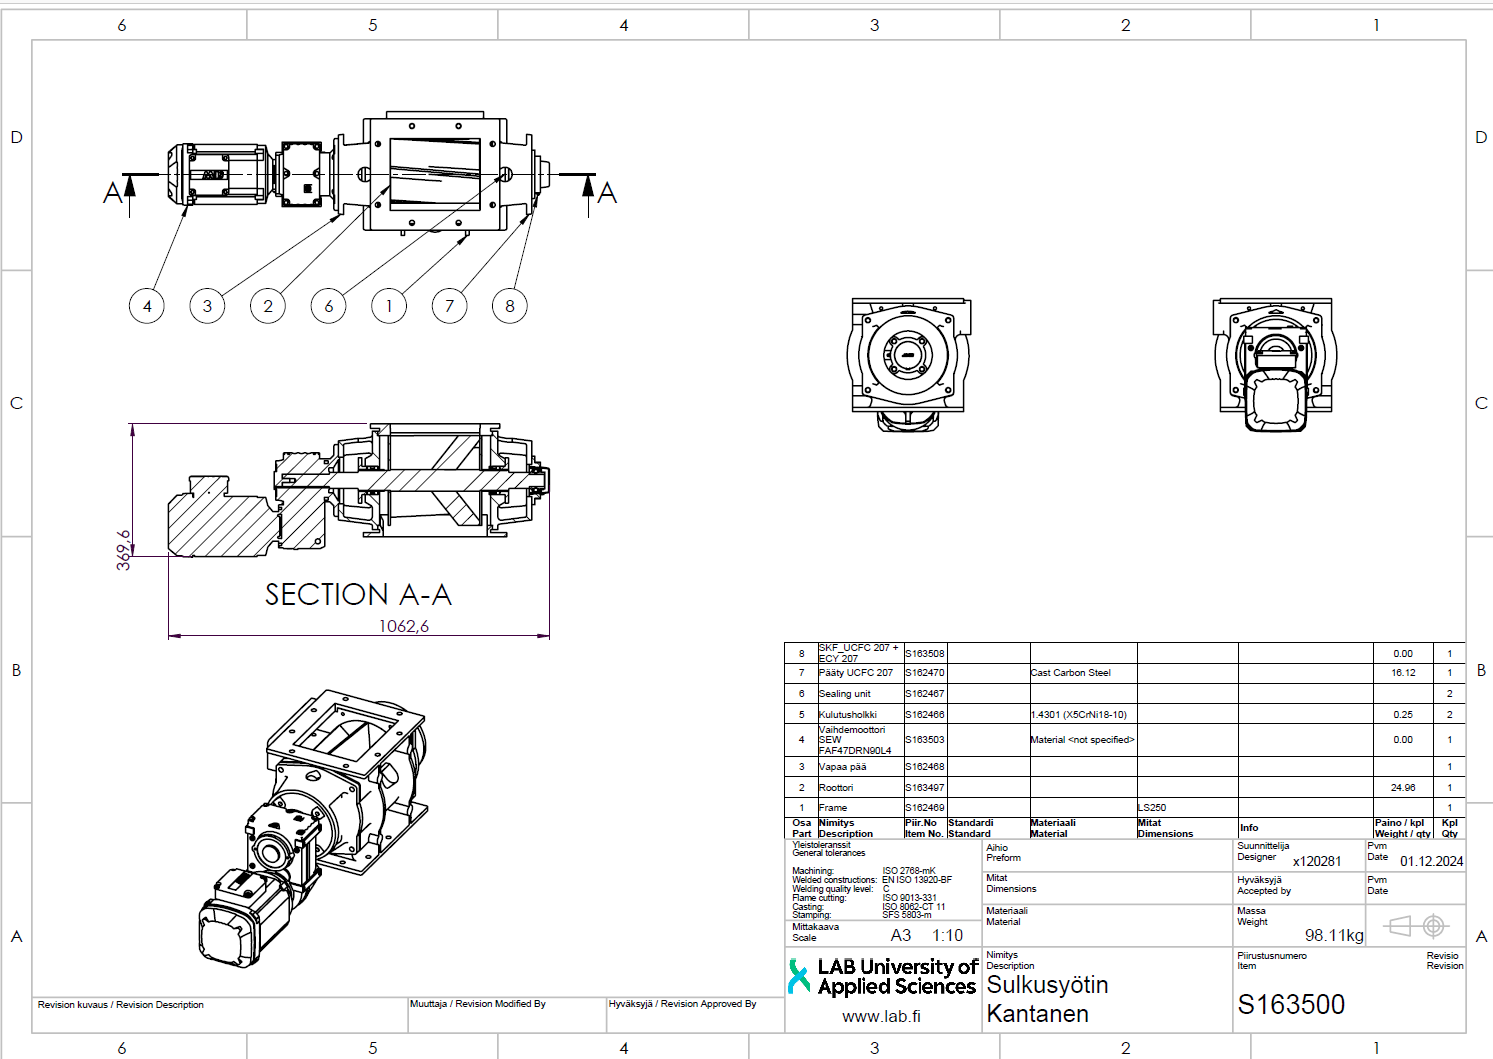 6 5 4 3 2 1
D D
A A
4 3 2 6 1 7 8
C C
369,6
SECTION A-A
1062,6
B B
8 SKF_UCFC 207 + ECY 207 S163508 0.00 1
7 Pääty UCFC 207 S162470 Cast Carbon Steel 16.12 1
6 Sealing unit S162467 2
5 Kulutusholkki S162466 1.4301 (X5CrNi18-10) 0.25 2
4 Vaihdemoottori SEW FAF47DRN90L4 S163503 Material <not specified> 0.00 1
3 Vapaa pää S162468 1
2 Roottori S163497 24.96 1
1 Frame S162469 LS250 1
Osa Nimitys Piir.No Standardi Materiaali Mitat Info Paino / kpl Kpl
Part Description Item No. Standard Material Dimensions Weight / qty Qty
Yleistoleranssit
General tolerances
Machining: ISO 2768-mK
Welded constructions: EN ISO 13920-BF
Welding quality level: C
Flame cutting: ISO 9013-331
Casting: ISO 8062-CT 11
Stamping: SFS 5803-m
Mittakaava
Scale A3 1:10
Aihio
Preform
Mitat
Dimensions
Materiaali
Material
Suunnittelija
Designer x120281
Pvm
Date 01.12.2024
Hyväksyjä
Accepted by
Pvm
Date
Massa
Weight
98.11kg
A A
LAB University of
Applied Sciences
www.lab.fi
Nimitys
Description
Sulkusyötin
Kantanen
Piirustusnumero
Item
Revisio
Revision
S163500
Revision kuvaus / Revision Description Muuttaja / Revision Modified By Hyväksyjä / Revision Approved By
6 5 4 3 2 1